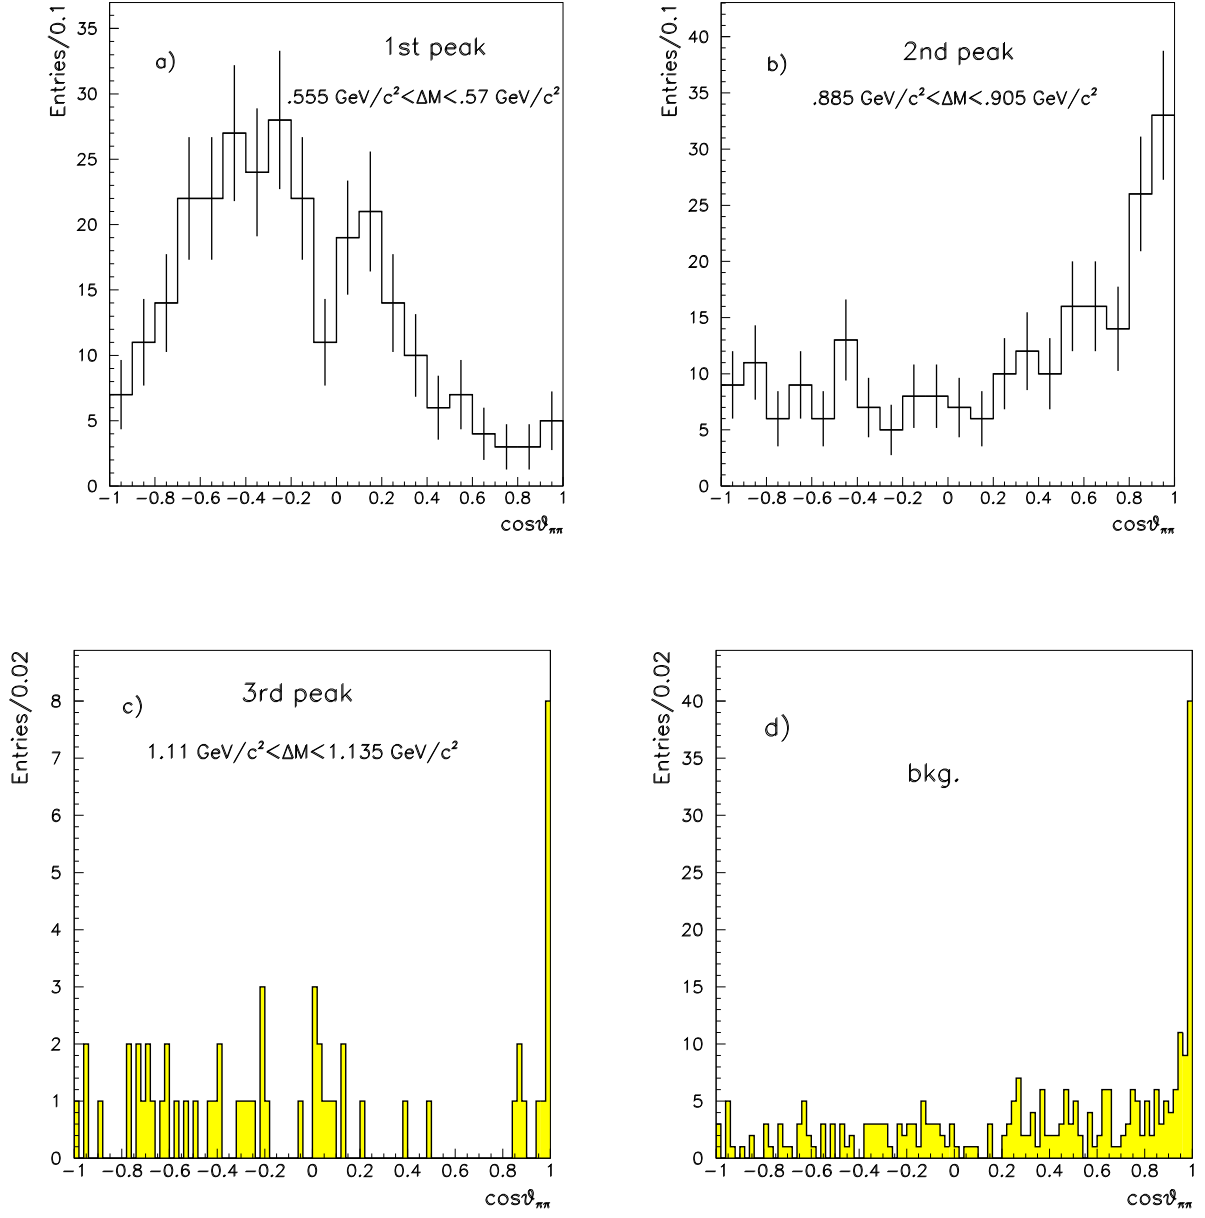 Entries/0.1
35
30
25
20
15
10
5
0
a)
1st peak
.555 GeV/c²<ΔM<.57 GeV/c²
−1 −0.8 −0.6 −0.4 −0.2 0 0.2 0.4 0.6 0.8 1
cosϑππ
Entries/0.1
40
35
30
25
20
15
10
5
0
b)
2nd peak
.885 GeV/c²<ΔM<.905 GeV/c²
−1 −0.8 −0.6 −0.4 −0.2 0 0.2 0.4 0.6 0.8 1
cosϑππ
Entries/0.02
8
7
6
5
4
3
2
1
0
c)
3rd peak
1.11 GeV/c²<ΔM<1.135 GeV/c²
−1 −0.8 −0.6 −0.4 −0.2 0 0.2 0.4 0.6 0.8 1
cosϑππ
Entries/0.02
40
35
30
25
20
15
10
5
0
d)
bkg.
−1 −0.8 −0.6 −0.4 −0.2 0 0.2 0.4 0.6 0.8 1
cosϑππ